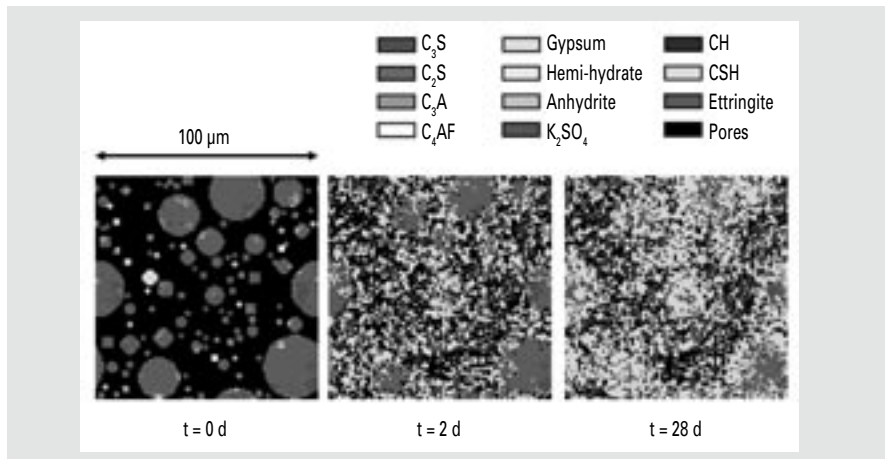 C₃S Gypsum CH
C₂S Hemi-hydrate CSH
C₃A Anhydrite Ettringite
C₄AF K₂SO₄ Pores
100 µm
t = 0 d t = 2 d t = 28 d